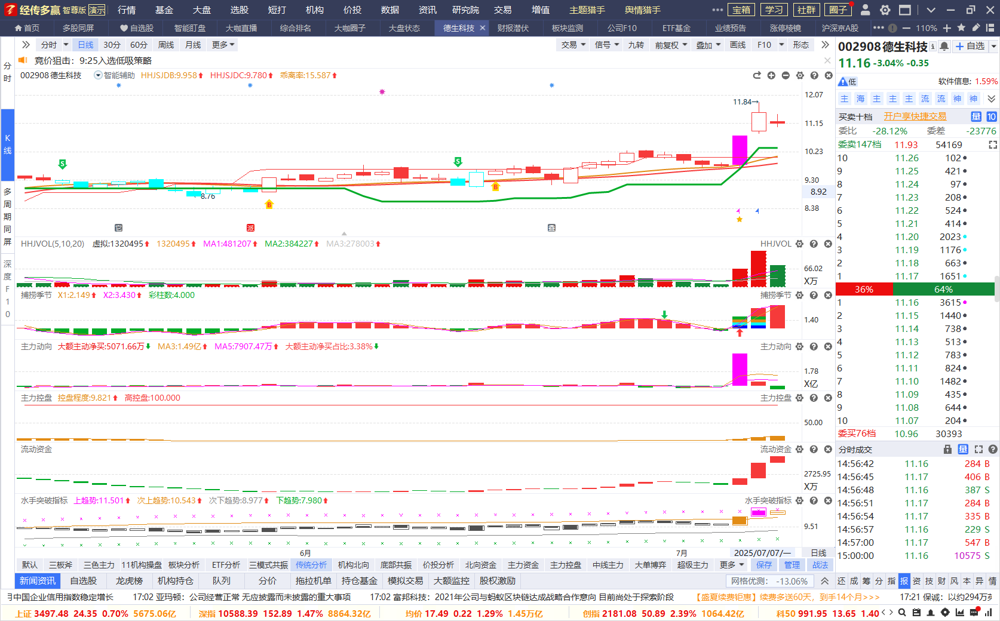 经传多赢 智尊版 演示 行情 基金 大盘 选股 短打 机构 价投 数据 资讯 研究院 交易 增值 主题猎手 舆情猎手 宝箱 学习 社群 圈子
首页 多股同屏 自选股 智能盯盘 大咖直播 综合排名 大咖圈子 大盘状态 德生科技 财报潜伏 板块监测 公司F10 ETF基金 业绩预告 涨停棱镜 沪深京A股 110%
分时 日线 30分 60分 周线 月线 更多 交易 信号 九转 前复权 叠加 画线 F10 形态
竞价狙击：9:25入选低吸策略
002908 德生科技 智能辅助 HHJSJDB:9.958 HHJSJDC:9.780 乖离率:15.587
分时
K线
多周期同屏
深度F10
12.07
11.84
11.15
10.23
9.30
8.92
8.76
8.38
S
S
B
B
派
HHJVOL(5,10,20) 虚拟:1320495 1320495 MA1:481207 MA2:384227 MA3:278003 HHJVOL
66.02
X万
捕捞季节 X1:2.149 X2:3.430 彩柱数:4.000 捕捞季节
1.40
主力动向 大额主动净买:5071.66万 MA3:1.49亿 MA5:7907.47万 大额主动净买占比:3.38% 主力动向
1.78
X亿
主力控盘 控盘程度:9.821 高控盘:100.000 主力控盘
50.00
流动资金 流动资金
2725.95
X万
水手突破指标 上趋势:11.501 次上趋势:10.543 次下趋势:8.977 下趋势:7.980 水手突破指标
9.51
6月 7月 2025/07/07/一 日线
默认 三板斧 三色主力 11机构操盘 板块分析 ETF分析 三模式共振 传统分析 机构北向 底部共振 价投分析 北向资金 主力资金 主力控盘 中线主力 大单博弈 超级主力 更多 保存 管理 战法
新闻资讯 自选股 龙虎榜 机构持仓 队列 分价 拖拉机单 持仓基金 模拟交易 大额监控 股权激励 网格优测： -13.06%
002908 德生科技 自选
11.16 -3.04% -0.35
低 软件信息: 1.59%
主 海 主 主 主 流 流 神 神
买卖十档 开户享快捷交易 量 10
委比 -28.12% 委差 -23776
委卖147档 11.93 54169
10 11.26 102
9 11.25 421
8 11.24 97
7 11.23 208
6 11.22 524
5 11.21 414
4 11.20 2023
3 11.19 1176
2 11.18 663
1 11.17 1651
36% 64%
1 11.16 3615
2 11.15 1440
3 11.14 738
4 11.13 513
5 11.12 783
6 11.11 824
7 11.10 1482
8 11.09 435
9 11.08 644
10 11.07 204
委买76档 10.96 30393
分时成交 量
14:56:42 11.16 284 B
14:56:45 11.17 406 B
14:56:48 11.16 387 S
14:56:51 11.17 284 B
14:56:54 11.17 335 B
14:56:57 11.16 229 S
14:57:00 11.17 547 B
15:00:00 11.16 10575 S
还 成 筹 分 指 报 资 技 财 风 本 异 情
月中国企业信用指数稳定增长 17:02 亚玛顿：公司经营正常 无应披露而未披露的重大事项 17:02 富邦科技：2021年公司与蚂蚁区块链达成战略合作意向 目前尚处于探索阶段 【盛夏续费钜惠】续费多送60天，到手14个月>>> 17:21 保诚：以约294万英
上证 3497.48 24.35 0.70% 5675.06亿 深指 10588.39 152.89 1.47% 8864.32亿 均价 17.49 0.22 1.29% 1.45万亿 创指 2181.08 50.89 2.39% 1064.42亿 科50 991.95 13.65 1.40